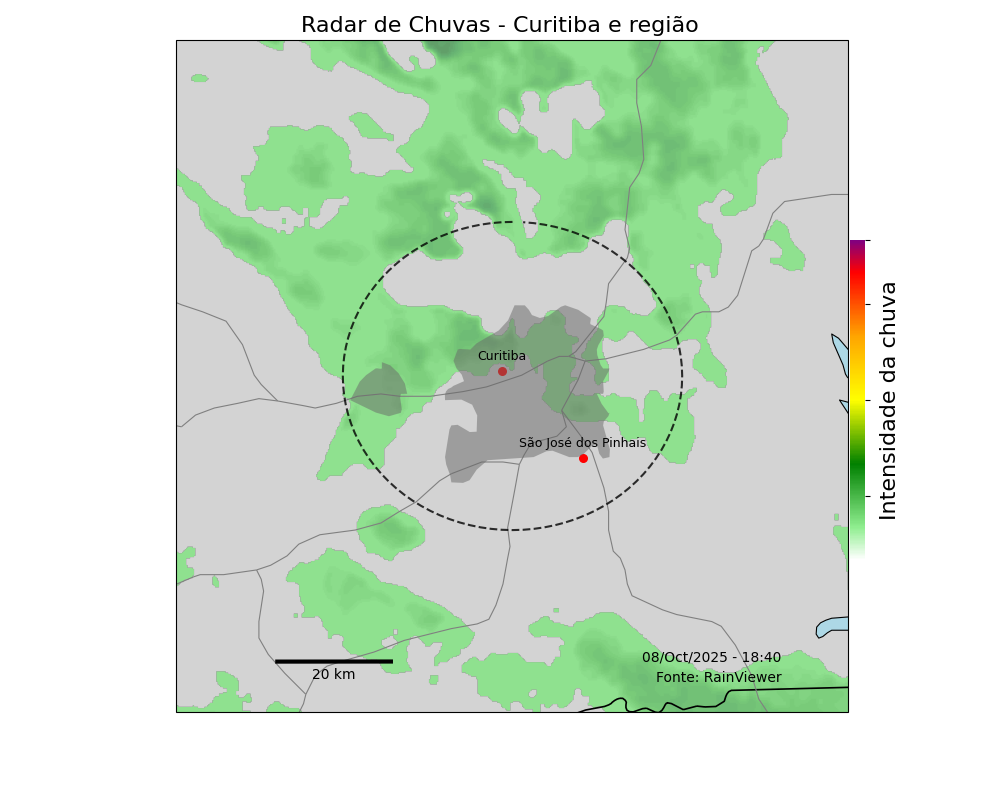 Radar de Chuvas - Curitiba e região
Curitiba
São José dos Pinhais
Intensidade da chuva
08/Oct/2025 - 18:40
Fonte: RainViewer
20 km